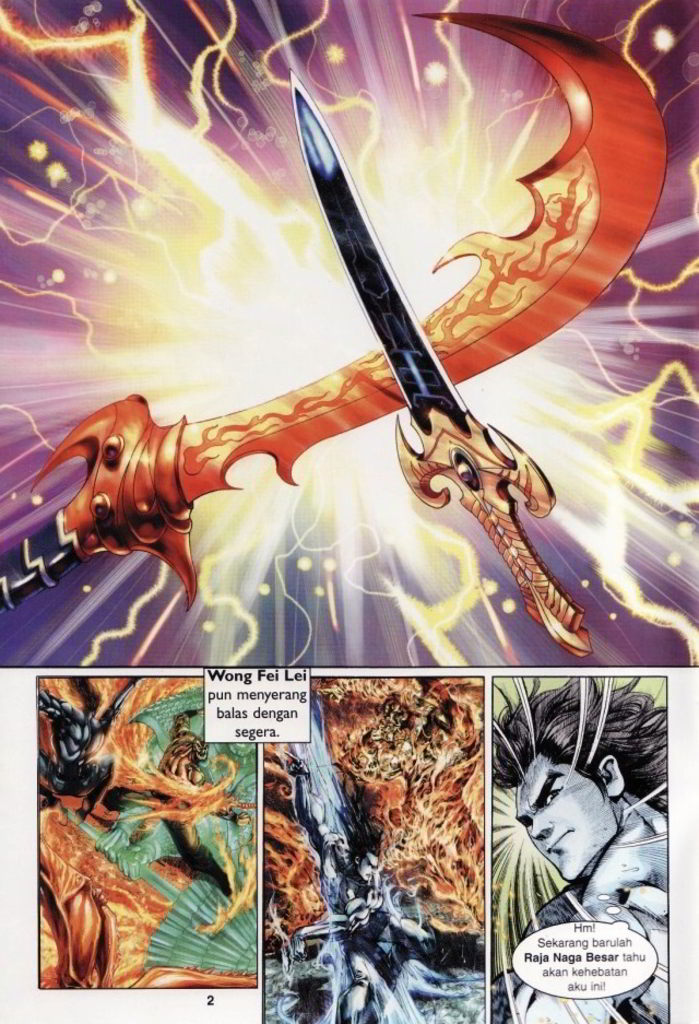 Wong Fei Lei
pun menyerang
balas dengan
segera.
Hm!
Sekarang barulah
Raja Naga Besar tahu
akan kehebatan
aku ini!
2